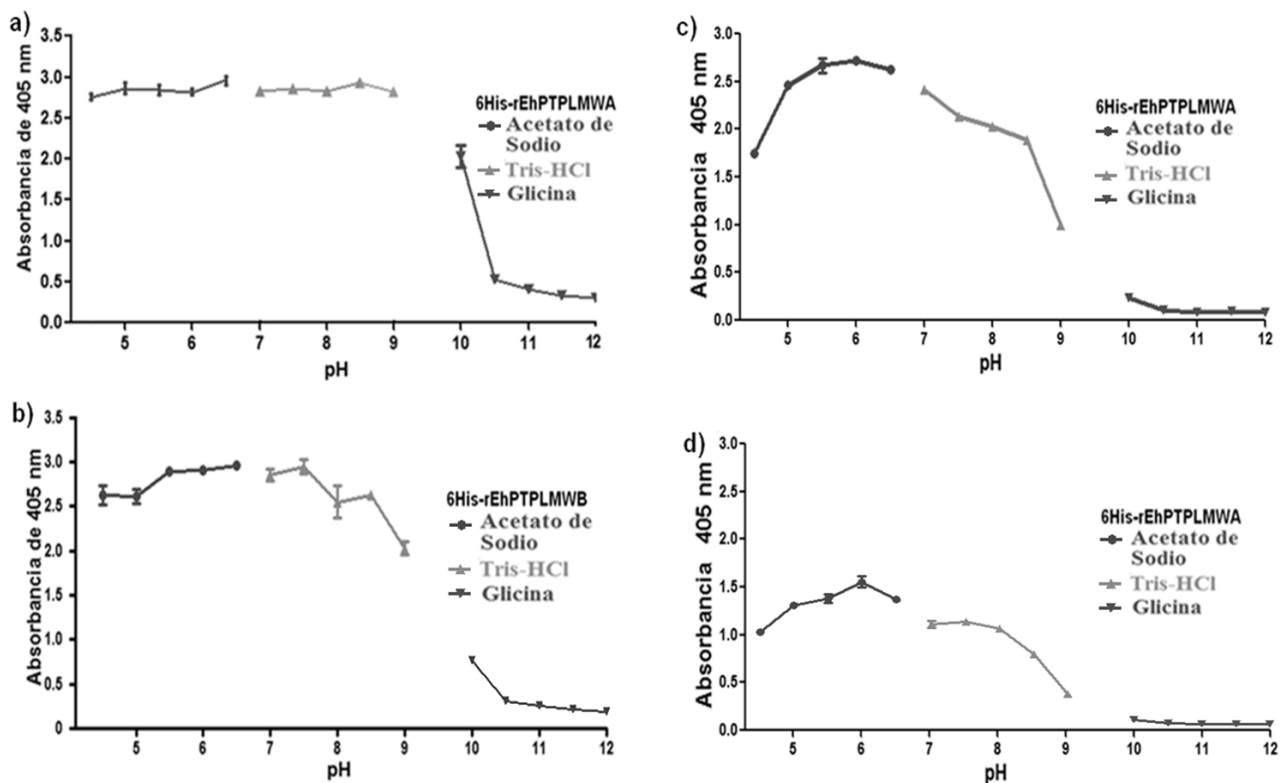 a)
Absorbancia de 405 nm
3.5
3.0
2.5
2.0
1.5
1.0
0.5
0.0
5 6 7 8 9 10 11 12
pH
6His-rEhPTPLMWA
Acetato de
Sodio
Tris-HCl
Glicina
b)
Absorbancia de 405 nm
3.5
3.0
2.5
2.0
1.5
1.0
0.5
0
5 6 7 8 9 10 11 12
pH
6His-rEhPTPLMWB
Acetato de
Sodio
Tris-HCl
Glicina
c)
Absorbancia 405 nm
3.0
2.5
2.0
1.5
1.0
0.5
0.0
5 6 7 8 9 10 11 12
pH
6His-rEhPTPLMWA
Acetato de
Sodio
Tris-HCl
Glicina
d)
Absorbancia 405 nm
3.0
2.5
2.0
1.5
1.0
0.5
0.0
5 6 7 8 9 10 11 12
pH
6His-rEhPTPLMWA
Acetato de
Sodio
Tris-HCl
Glicina